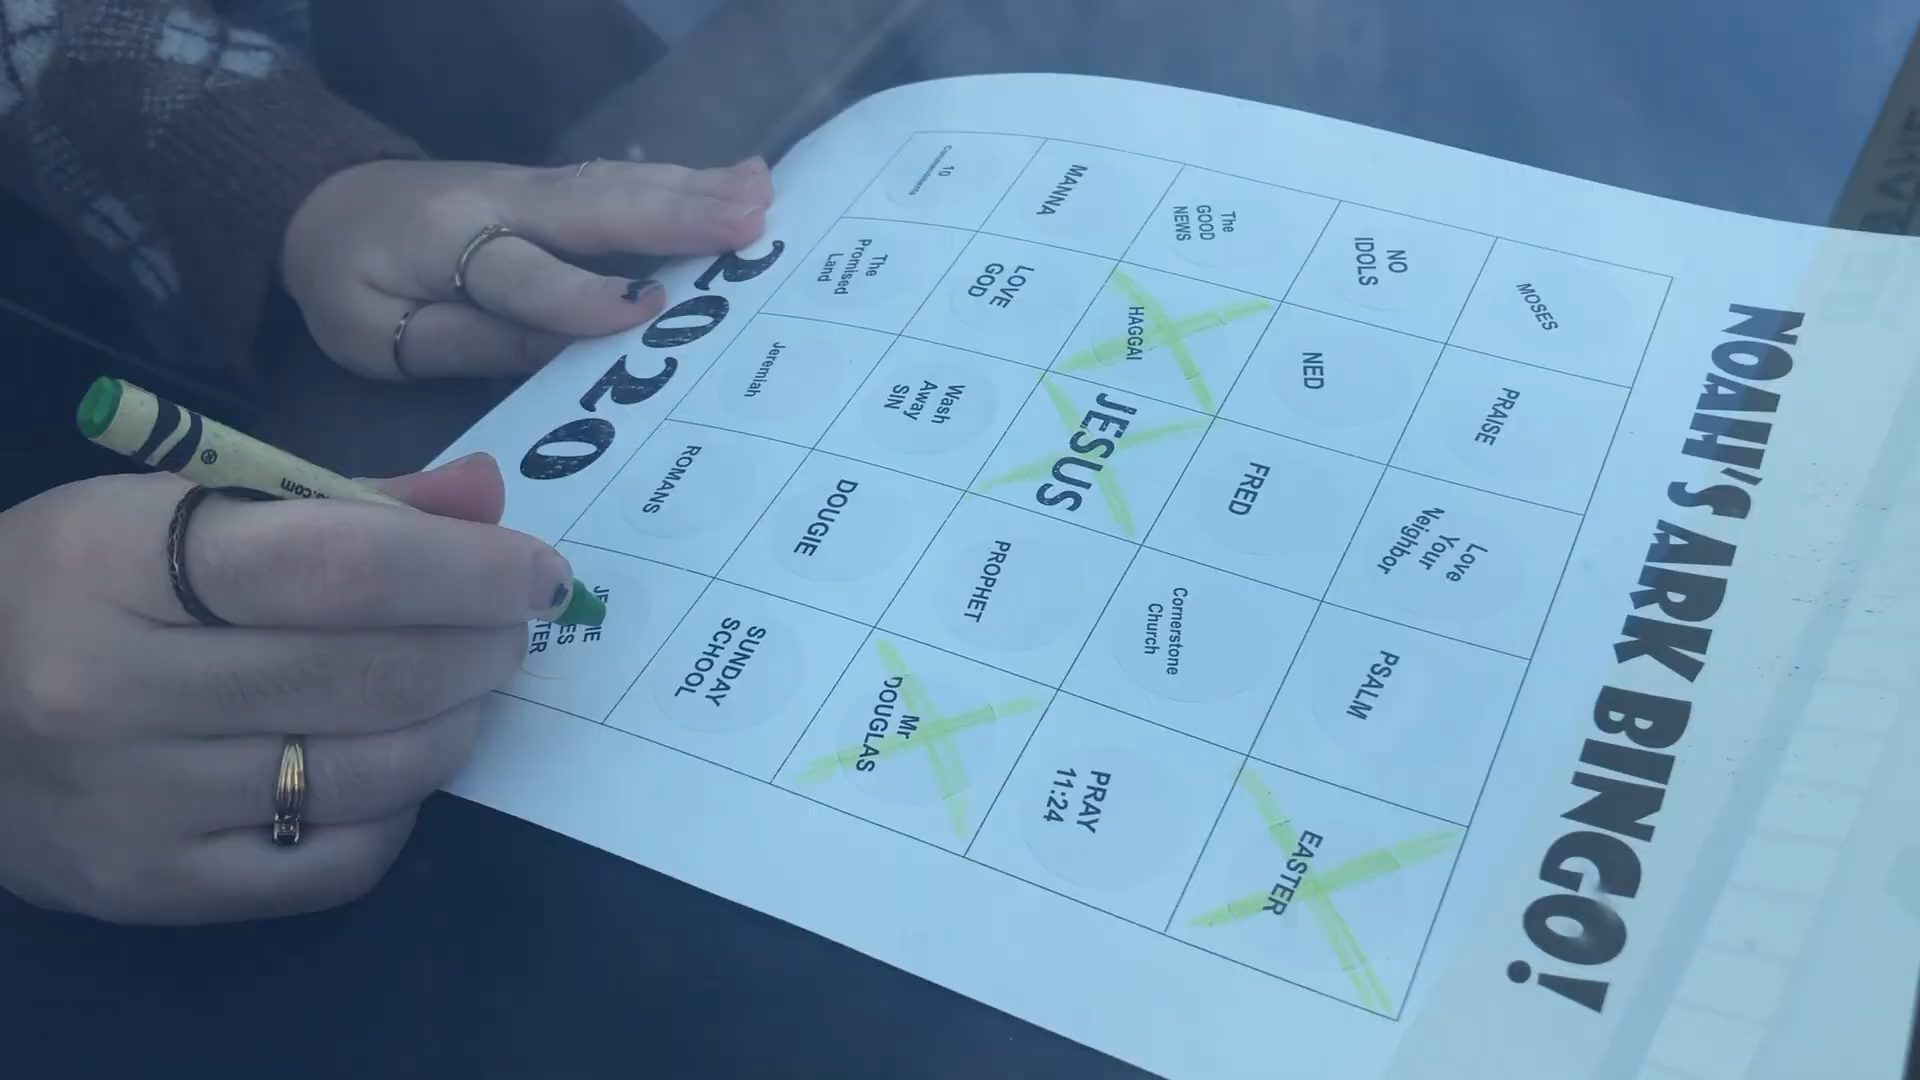 NOAH'S ARK BINGO!
MOSES
PRAISE
Love
Your
Neighbor
PSALM
EASTER
NO
IDOLS
NED
FRED
Cornerstone
Church
PRAY
11:24
The
GOOD
NEWS
HAGGAI
JESUS
PROPHET
Mr
DOUGLAS
MANNA
LOVE
GOD
Wash
Away
SIN
DOUGIE
SUNDAY
SCHOOL
10
Commandments
The
Promised
Land
Jeremiah
ROMANS
2020